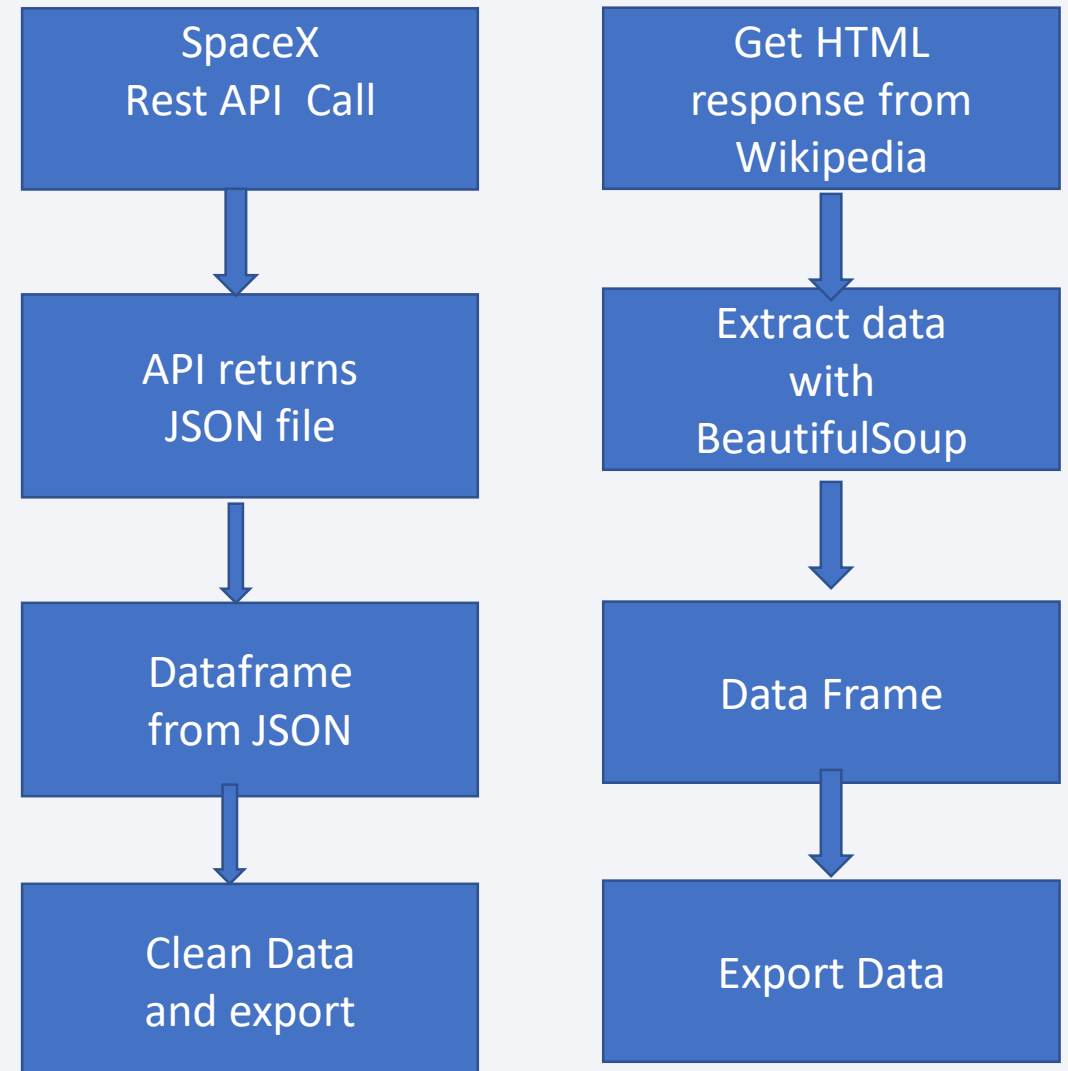 SpaceX
Rest API Call
API returns
JSON file
Dataframe
from JSON
Clean Data
and export
Get HTML
response from
Wikipedia
Extract data
with
BeautifulSoup
Data Frame
Export Data